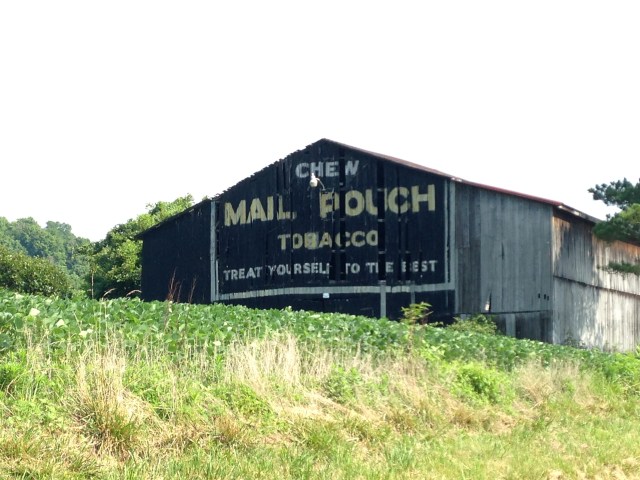 CHEW
MAIL POUCH
TOBACCO
TREAT YOURSELF TO THE BEST